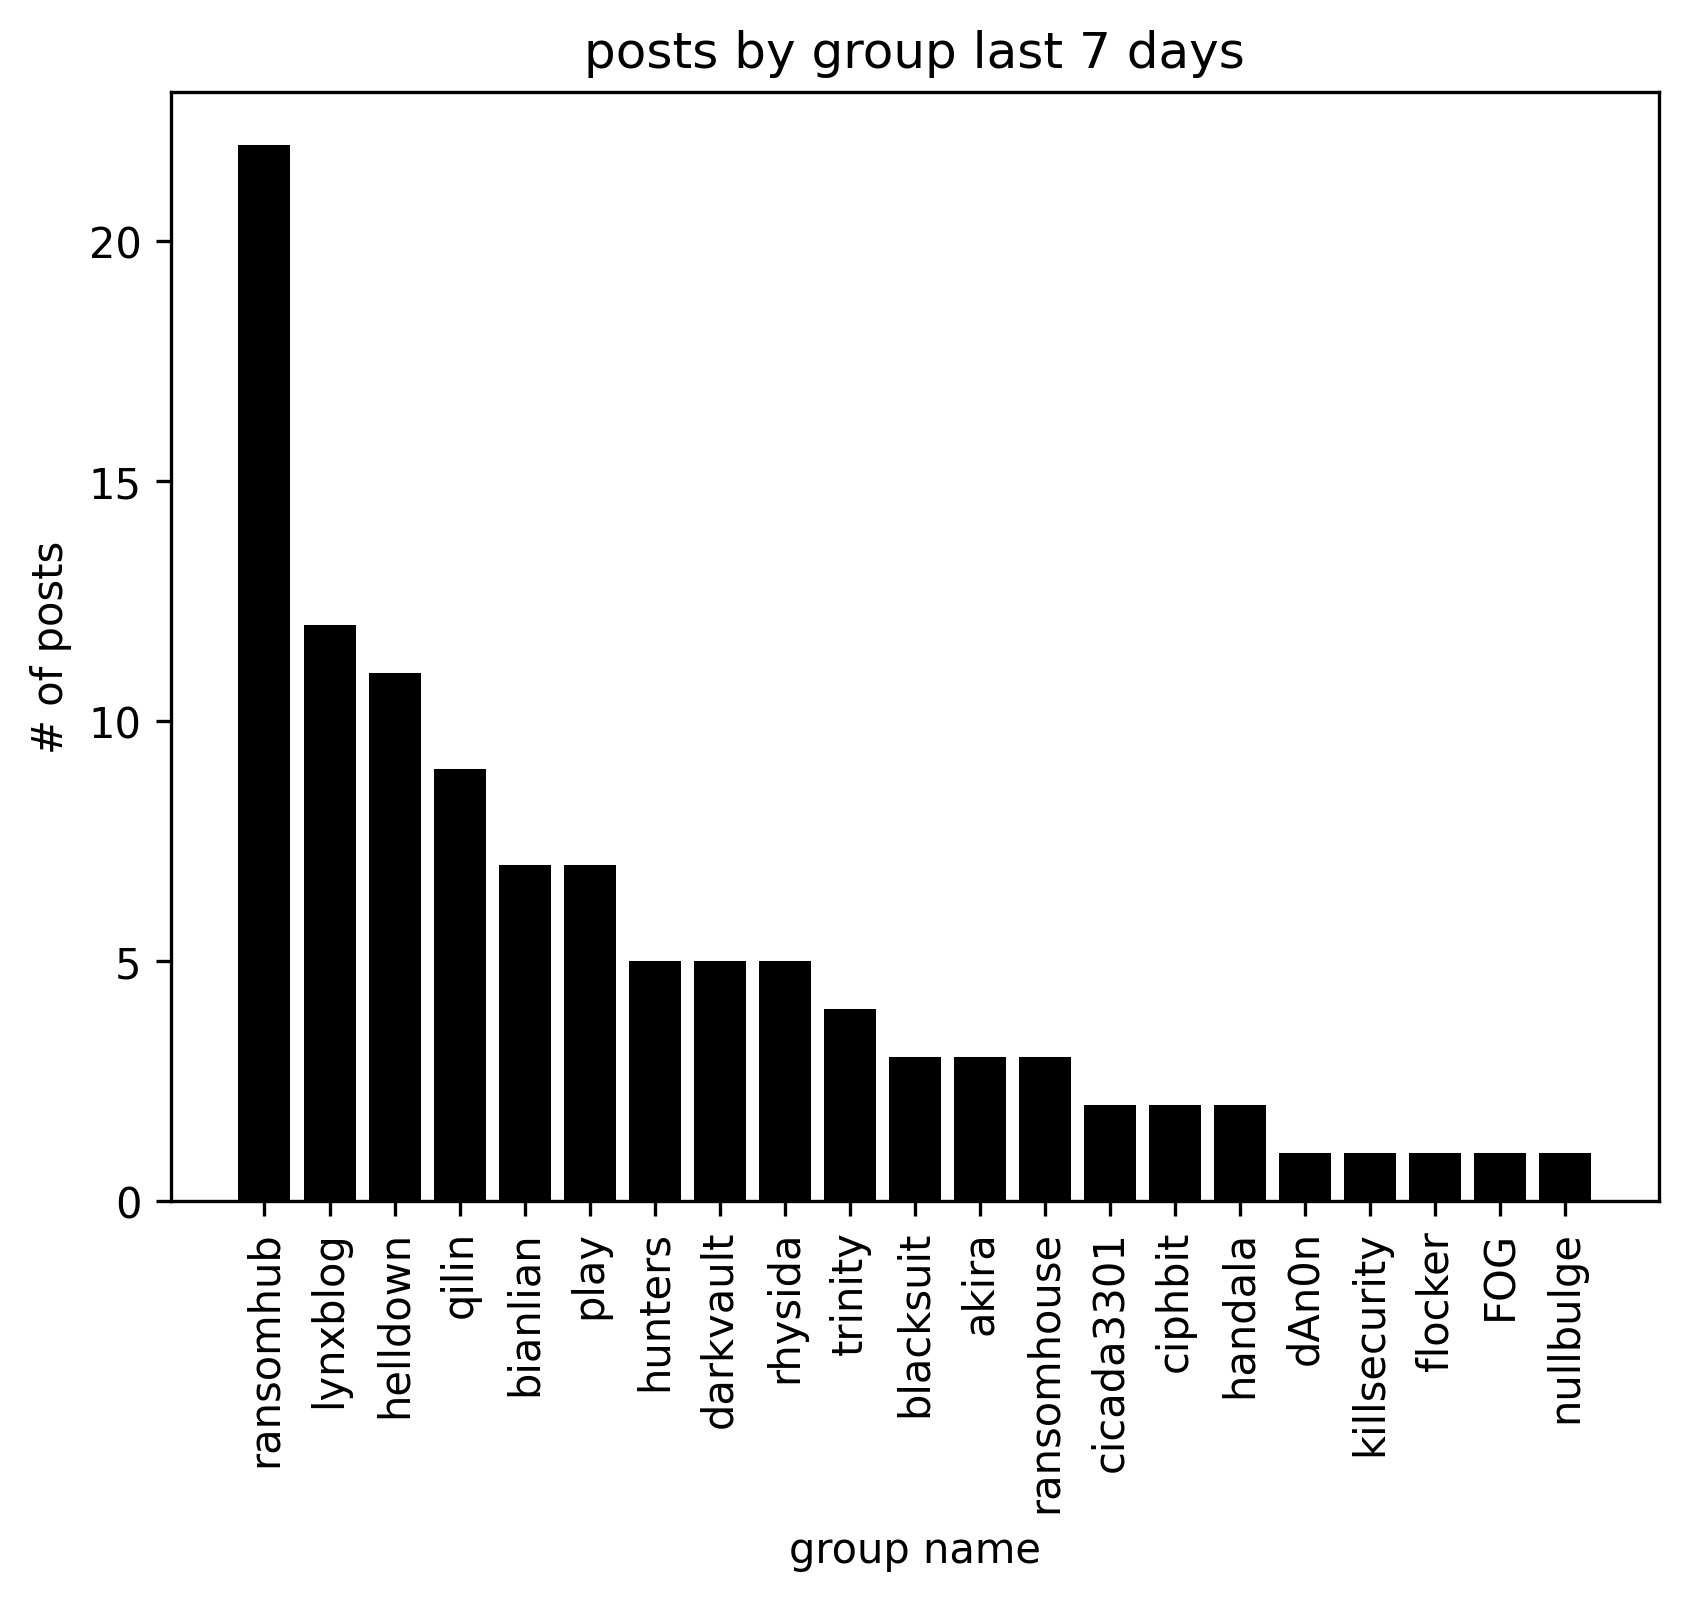 posts by group last 7 days
# of posts
20
15
10
5
0
ransomhub
lynxblog
helldown
qilin
bianlian
play
hunters
darkvault
rhysida
trinity
blacksuit
akira
ransomhouse
cicada3301
ciphbit
handala
dAn0n
killsecurity
flocker
FOG
nullbulge
group name